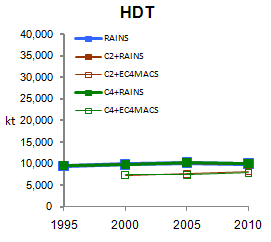 HDT
40,000
35,000
30,000
25,000
20,000
15,000
10,000
5,000
0
kt
RAINS
C2+RAINS
C2+EC4MACS
C4+RAINS
C4+EC4MACS
1995 2000 2005 2010